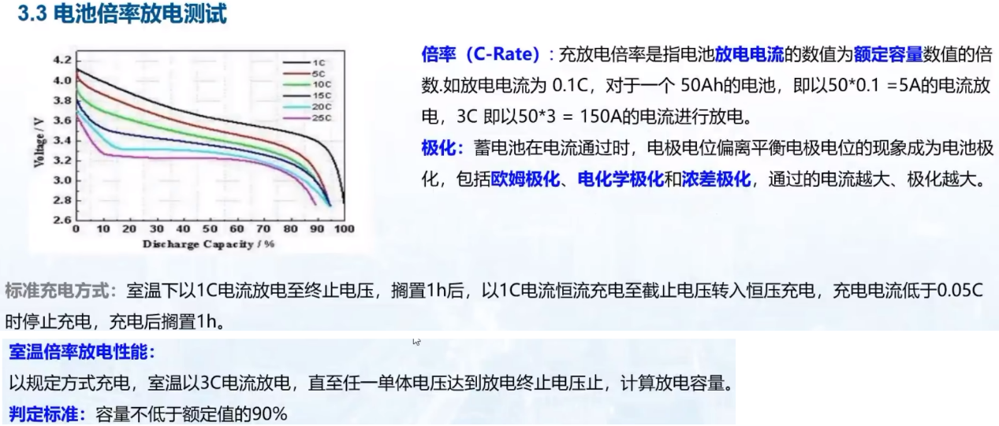 3.3 电池倍率放电测试
4.2
4.0
3.8
3.6
3.4
3.2
3.0
2.8
2.6
Voltage / V
1C
5C
10C
15C
20C
25C
0 10 20 30 40 50 60 70 80 90 100
Discharge Capacity / %
倍率（C-Rate）: 充放电倍率是指电池放电电流的数值为额定容量数值的倍
数.如放电电流为 0.1C，对于一个 50Ah的电池，即以50*0.1 =5A的电流放
电，3C 即以50*3 = 150A的电流进行放电。
极化：蓄电池在电流通过时，电极电位偏离平衡电极电位的现象成为电池极
化，包括欧姆极化、电化学极化和浓差极化，通过的电流越大、极化越大。
标准充电方式：室温下以1C电流放电至终止电压，搁置1h后，以1C电流恒流充电至截止电压转入恒压充电，充电电流低于0.05C
时停止充电，充电后搁置1h。
室温倍率放电性能：
以规定方式充电，室温以3C电流放电，直至任一单体电压达到放电终止电压止，计算放电容量。
判定标准：容量不低于额定值的90%